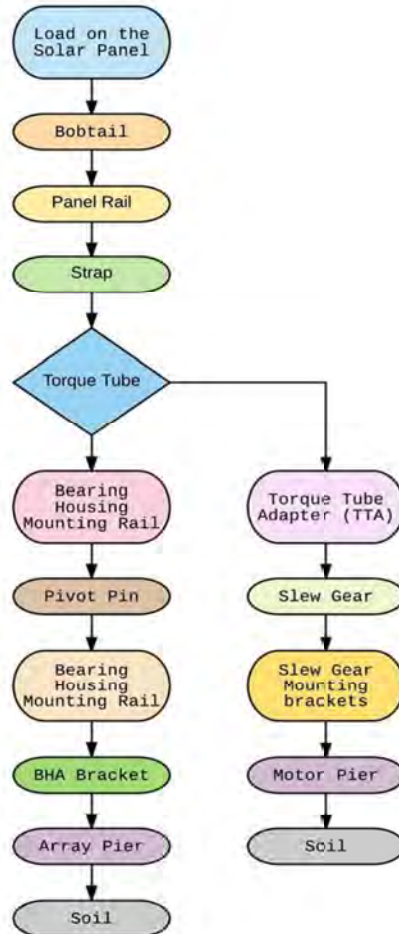 Load on the
Solar Panel
Bobtail
Panel Rail
Strap
Torque Tube
Bearing
Housing
Mounting Rail
Pivot Pin
Bearing
Housing
Mounting Rail
BHA Bracket
Array Pier
Soil
Torque Tube
Adapter (TTA)
Slew Gear
Slew Gear
Mounting
brackets
Motor Pier
Soil